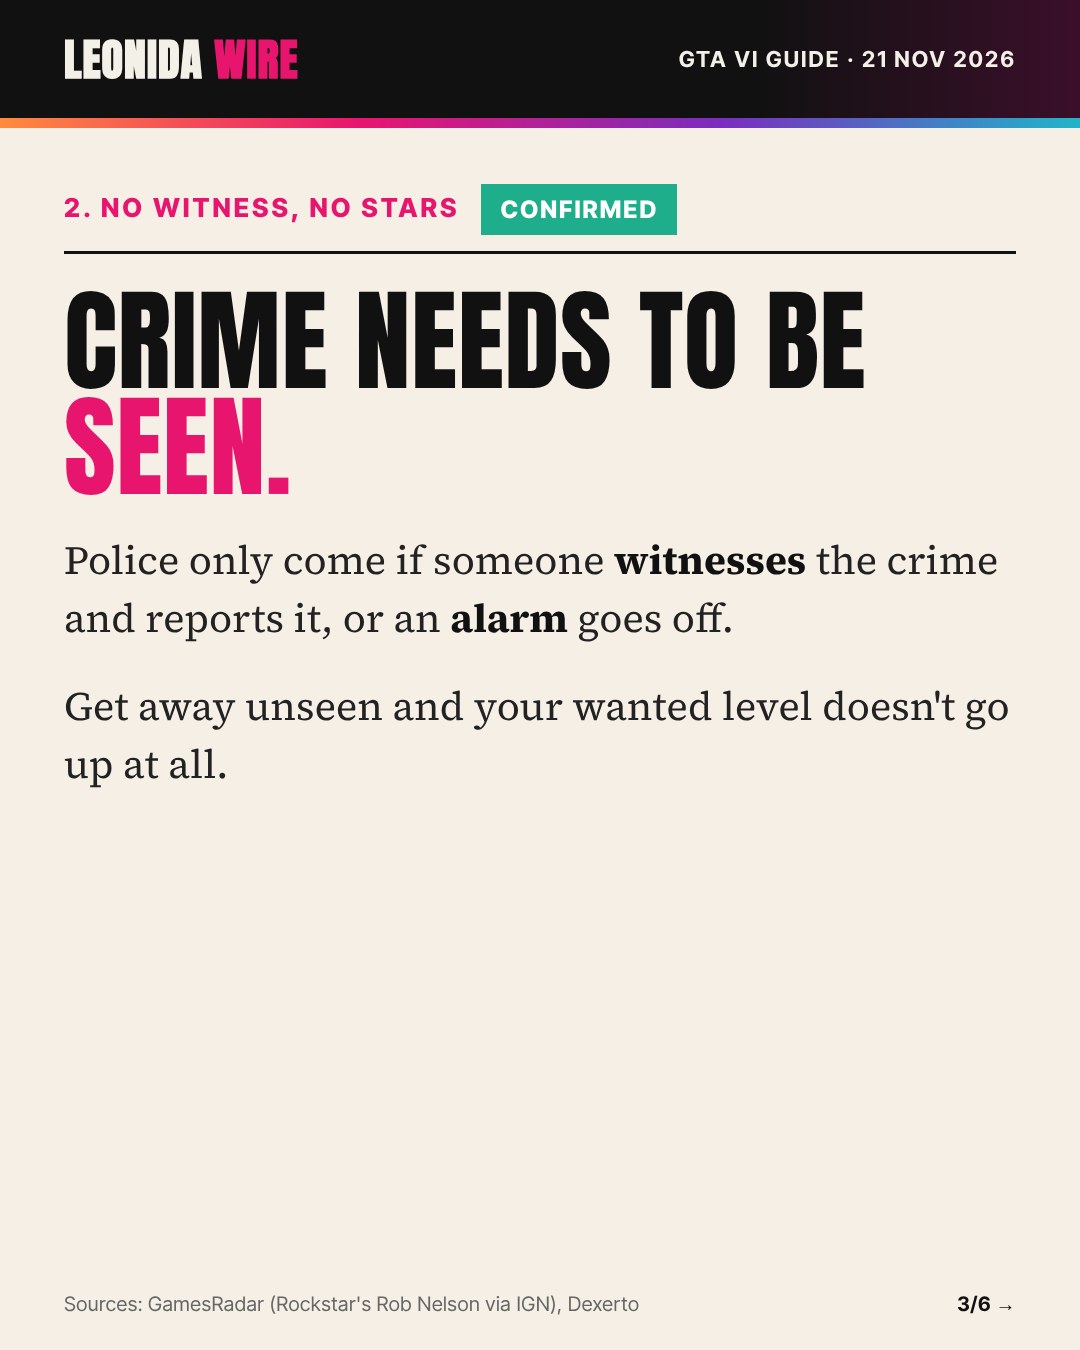 LEONIDA WIRE
GTA VI GUIDE · 21 NOV 2026
2. NO WITNESS, NO STARS
CONFIRMED
CRIME NEEDS TO BE
SEEN.
Police only come if someone witnesses the crime
and reports it, or an alarm goes off.
Get away unseen and your wanted level doesn't go
up at all.
Sources: GamesRadar (Rockstar's Rob Nelson via IGN), Dexerto
3/6 →